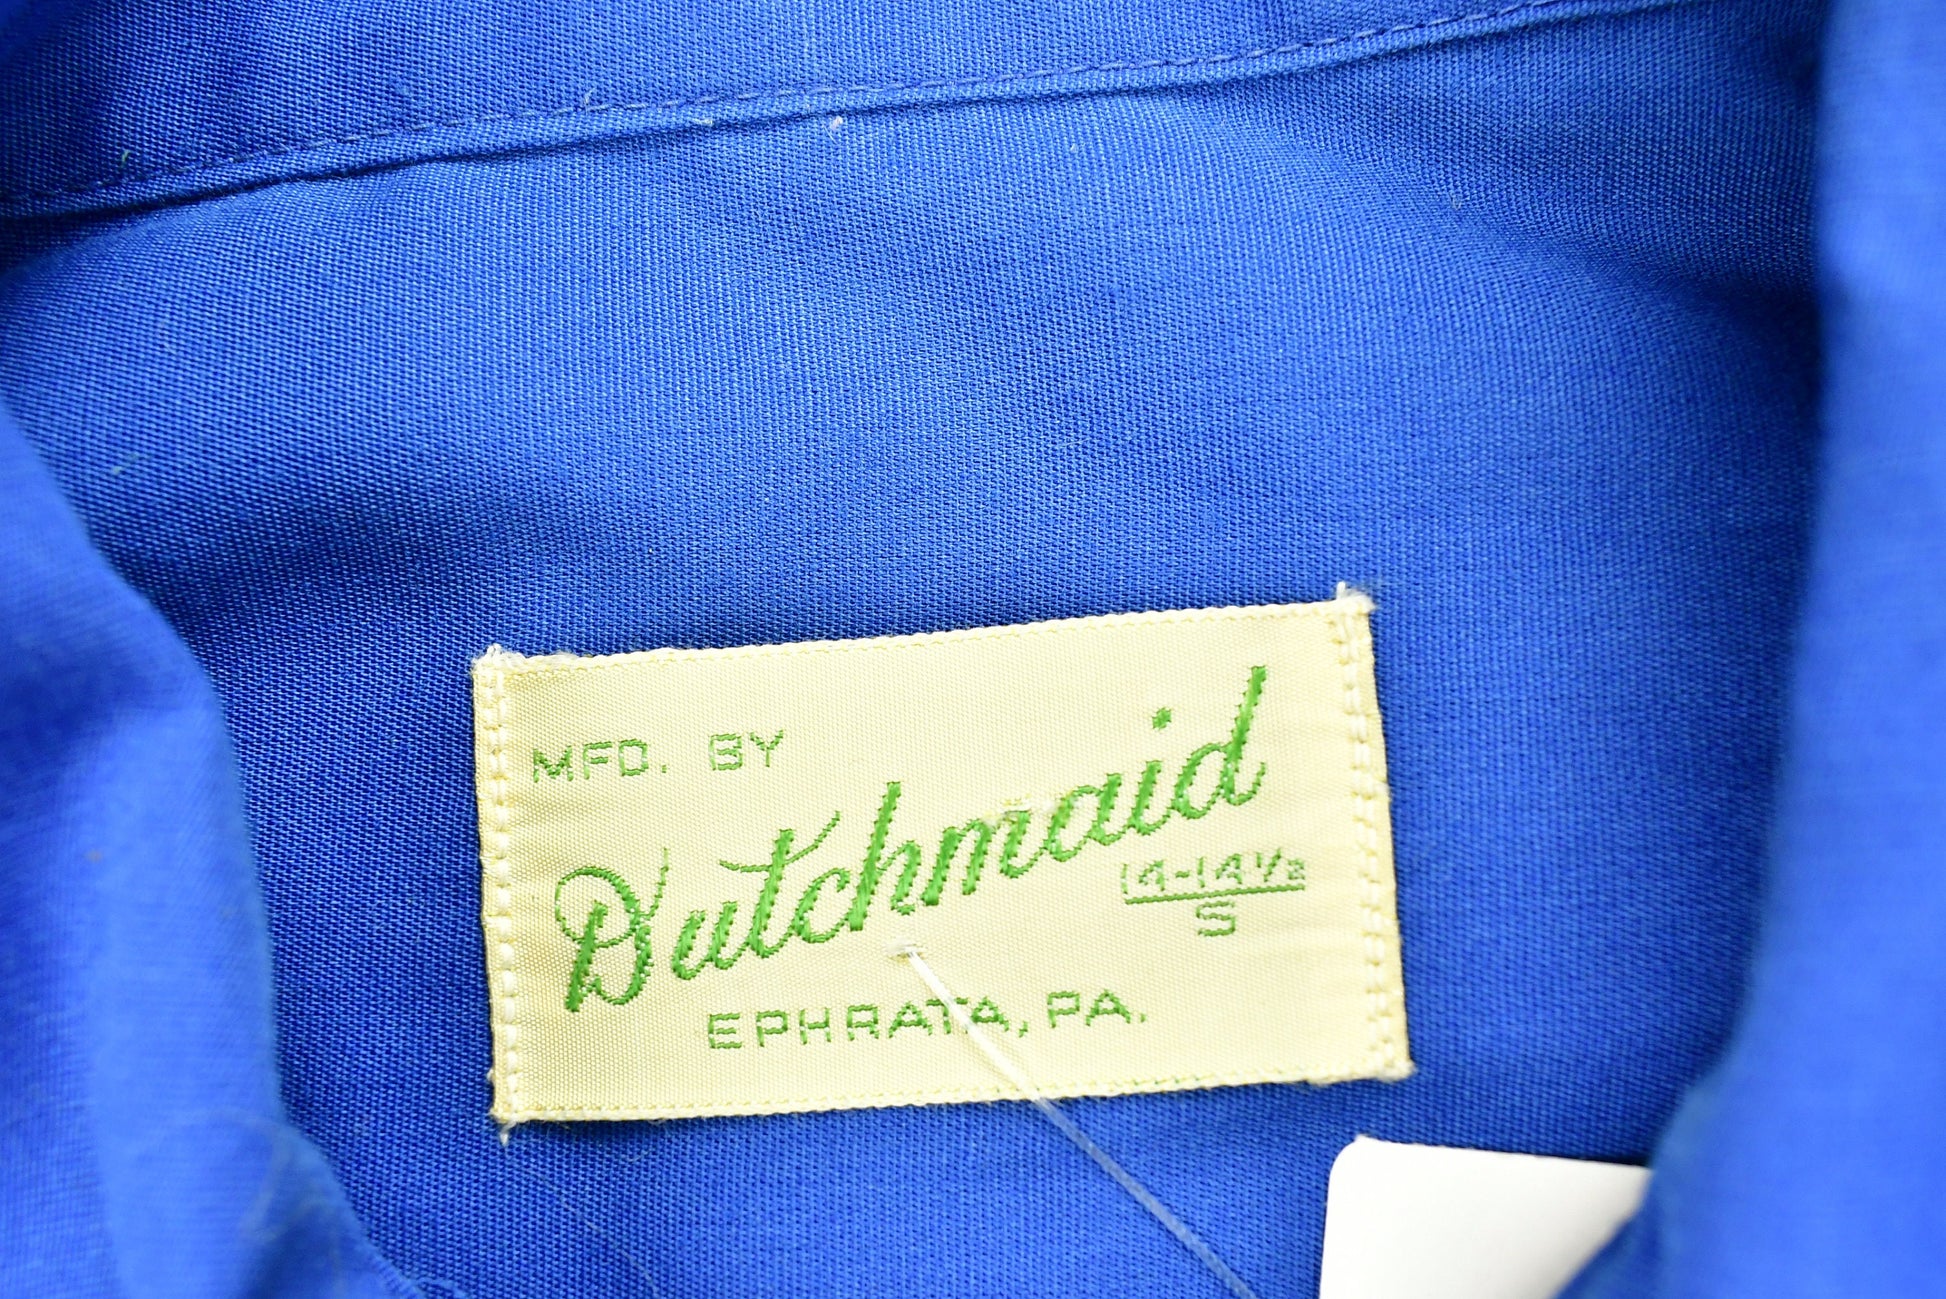 MFD. BY
Dutchmaid
14-14½
S
EPHRATA, PA.